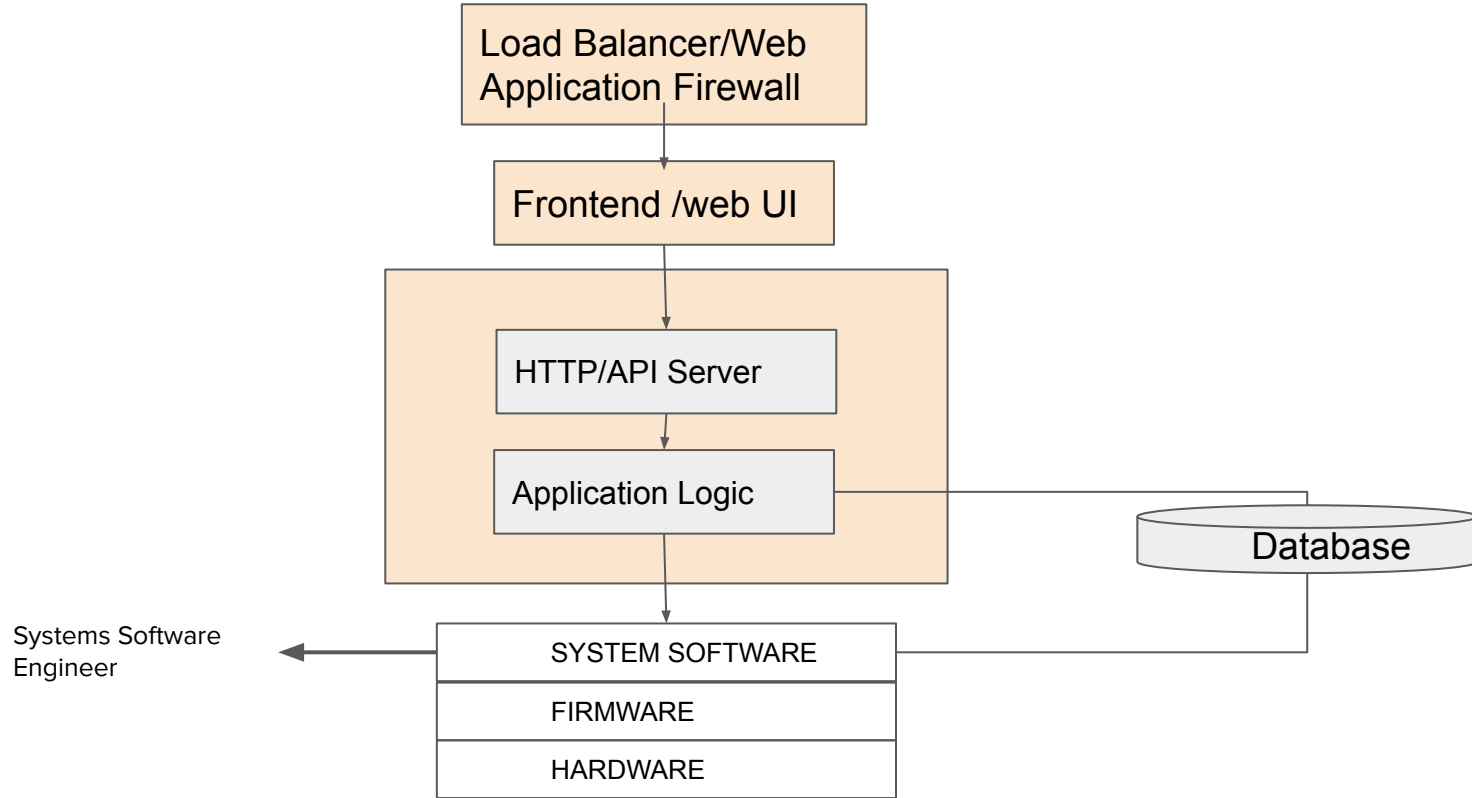 Load Balancer/Web
Application Firewall
Frontend /web UI
HTTP/API Server
Application Logic
Database
Systems Software
Engineer
SYSTEM SOFTWARE
FIRMWARE
HARDWARE